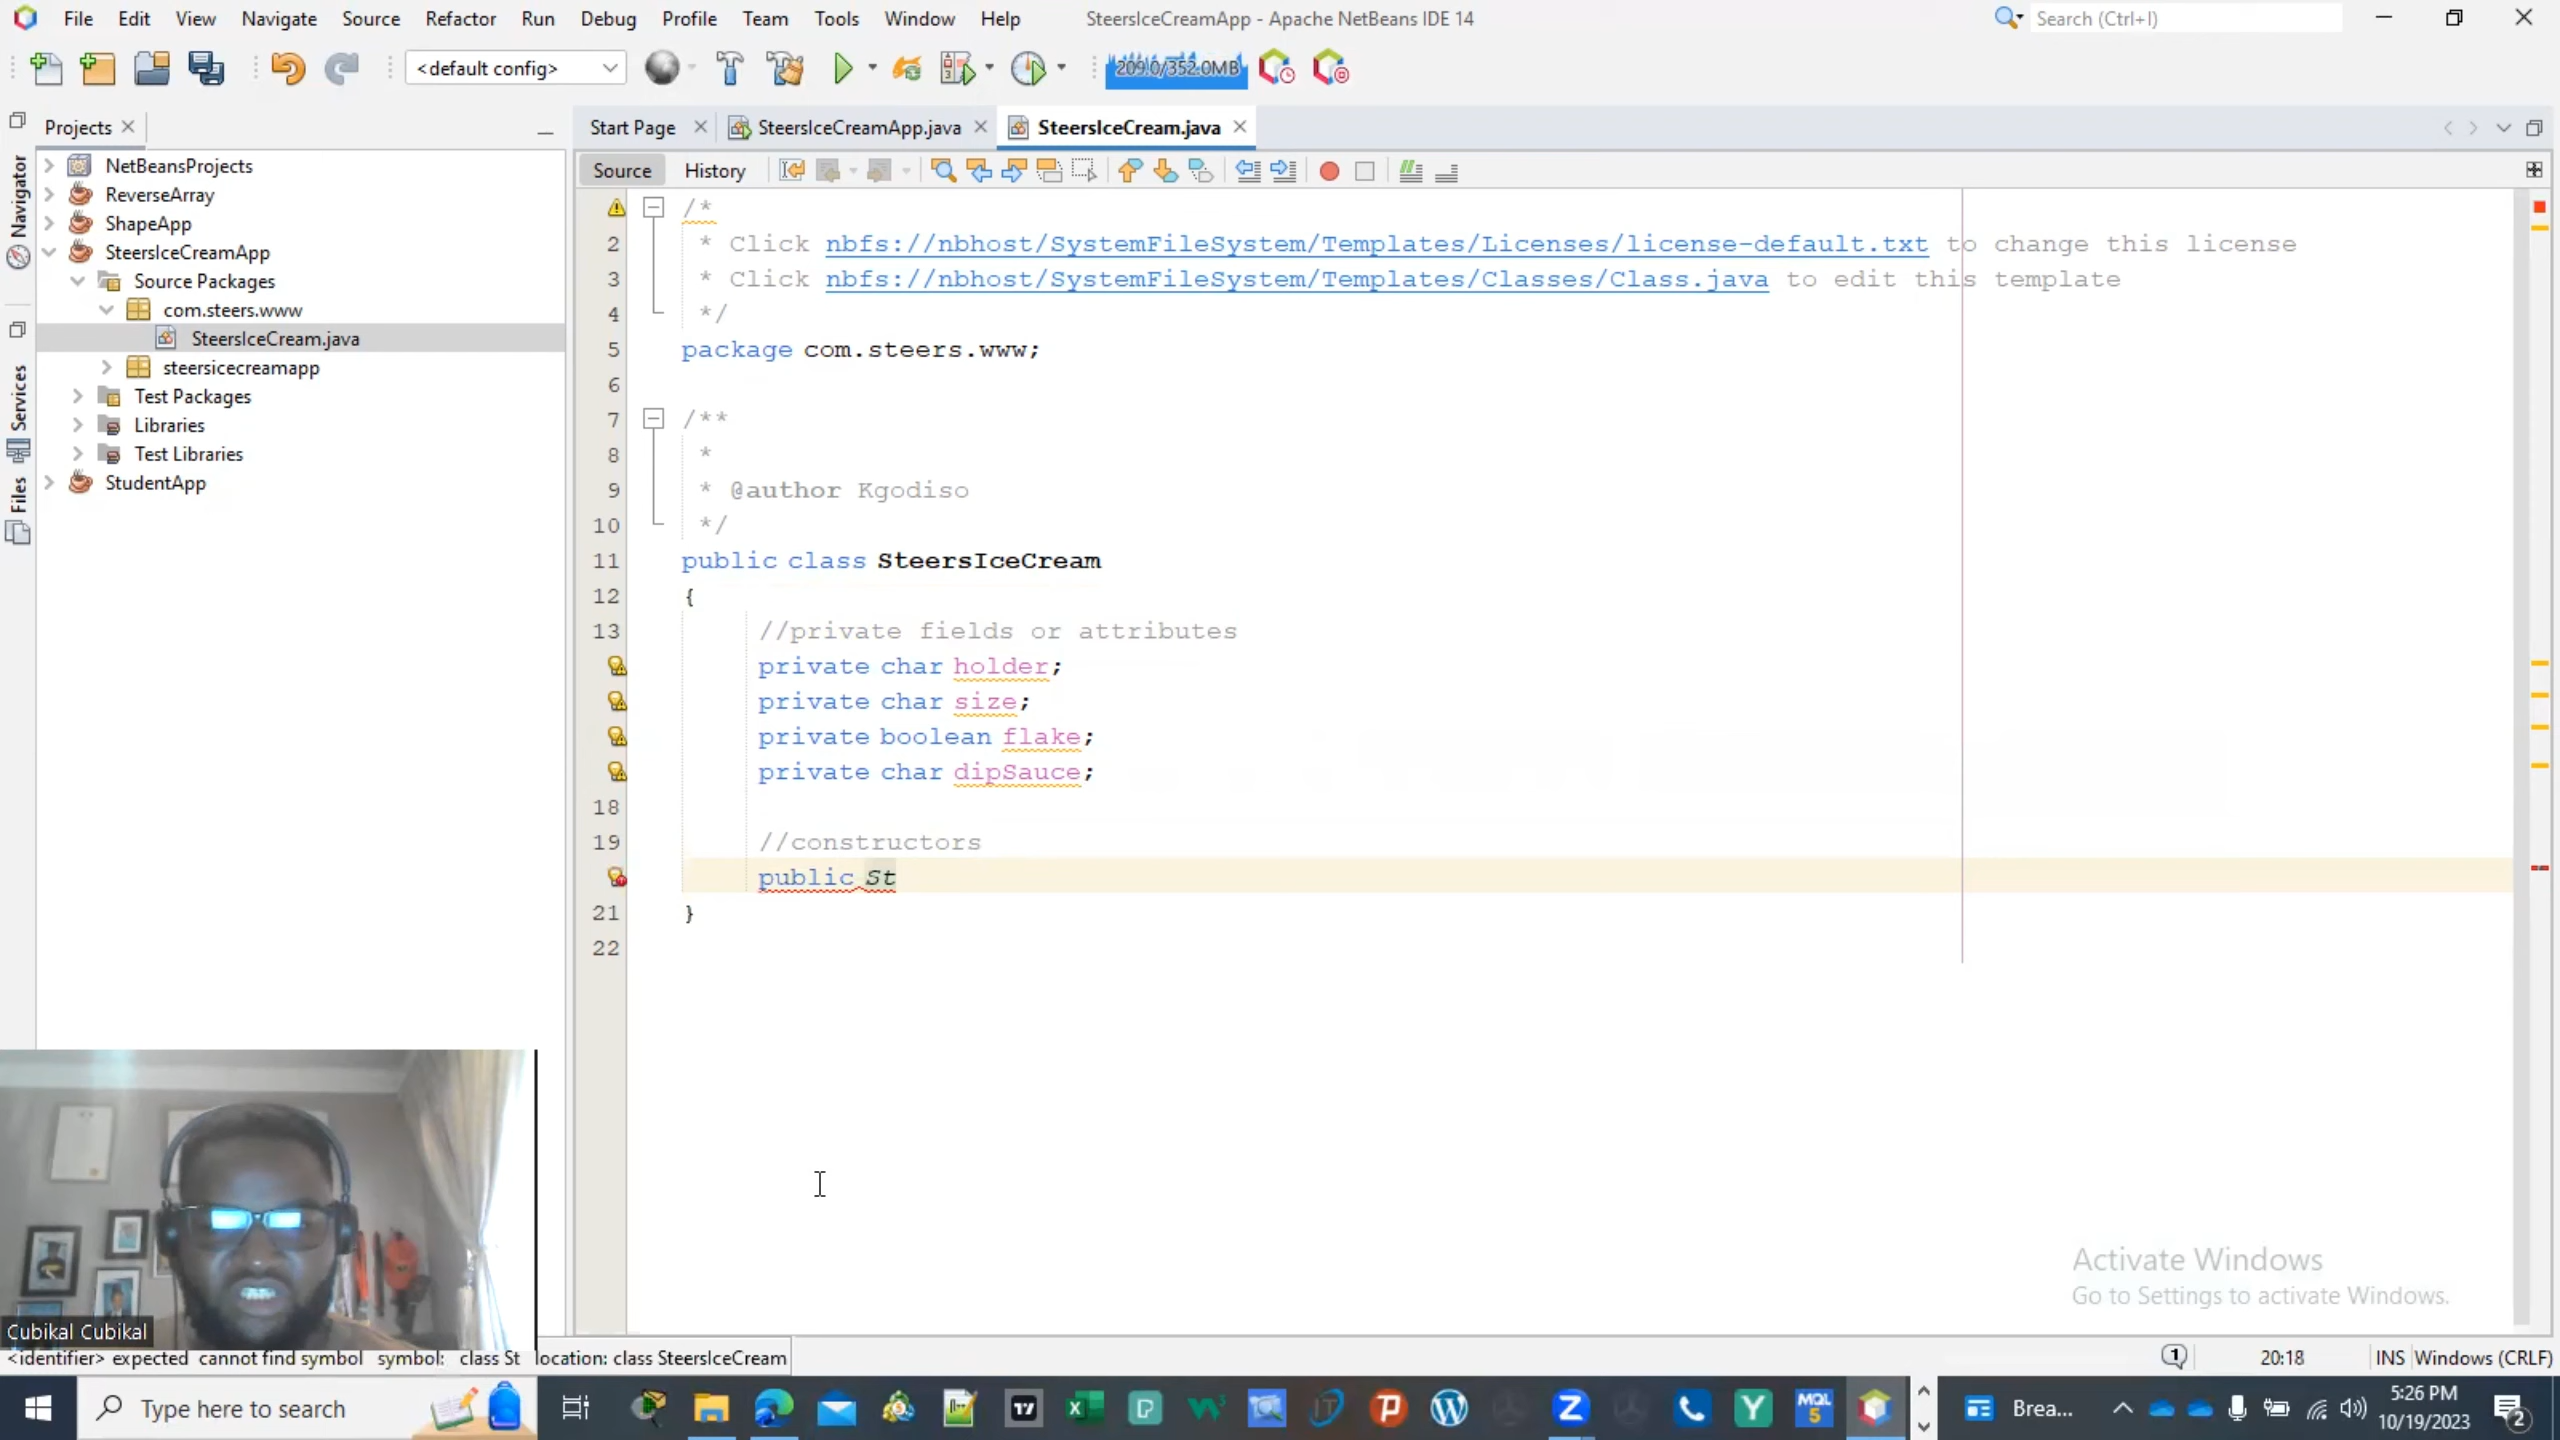 File Edit View Navigate Source Refactor Run Debug Profile Team Tools Window Help SteersIceCreamApp - Apache NetBeans IDE 14 Search (Ctrl+I)
<default config> 209.0/352.0MB
Projects Start Page SteersIceCreamApp.java SteersIceCream.java
Source History
Navigator
Services
Files
NetBeansProjects
ReverseArray
ShapeApp
SteersIceCreamApp
Source Packages
com.steers.www
SteersIceCream.java
steersicecreamapp
Test Packages
Libraries
Test Libraries
StudentApp
/*
2 * Click nbfs://nbhost/SystemFileSystem/Templates/Licenses/license-default.txt to change this license
3 * Click nbfs://nbhost/SystemFileSystem/Templates/Classes/Class.java to edit this template
4 */
5 package com.steers.www;
6
7 /**
8 *
9 * @author Kgodiso
10 */
11 public class SteersIceCream
12 {
13 //private fields or attributes
private char holder;
private char size;
private boolean flake;
private char dipSauce;
18
19 //constructors
public St
21 }
22
Activate Windows
Go to Settings to activate Windows.
Cubikal Cubikal
<identifier> expected cannot find symbol symbol: class St location: class SteersIceCream 1 20:18 INS Windows (CRLF)
Type here to search Brea... 5:26 PM
10/19/2023 2